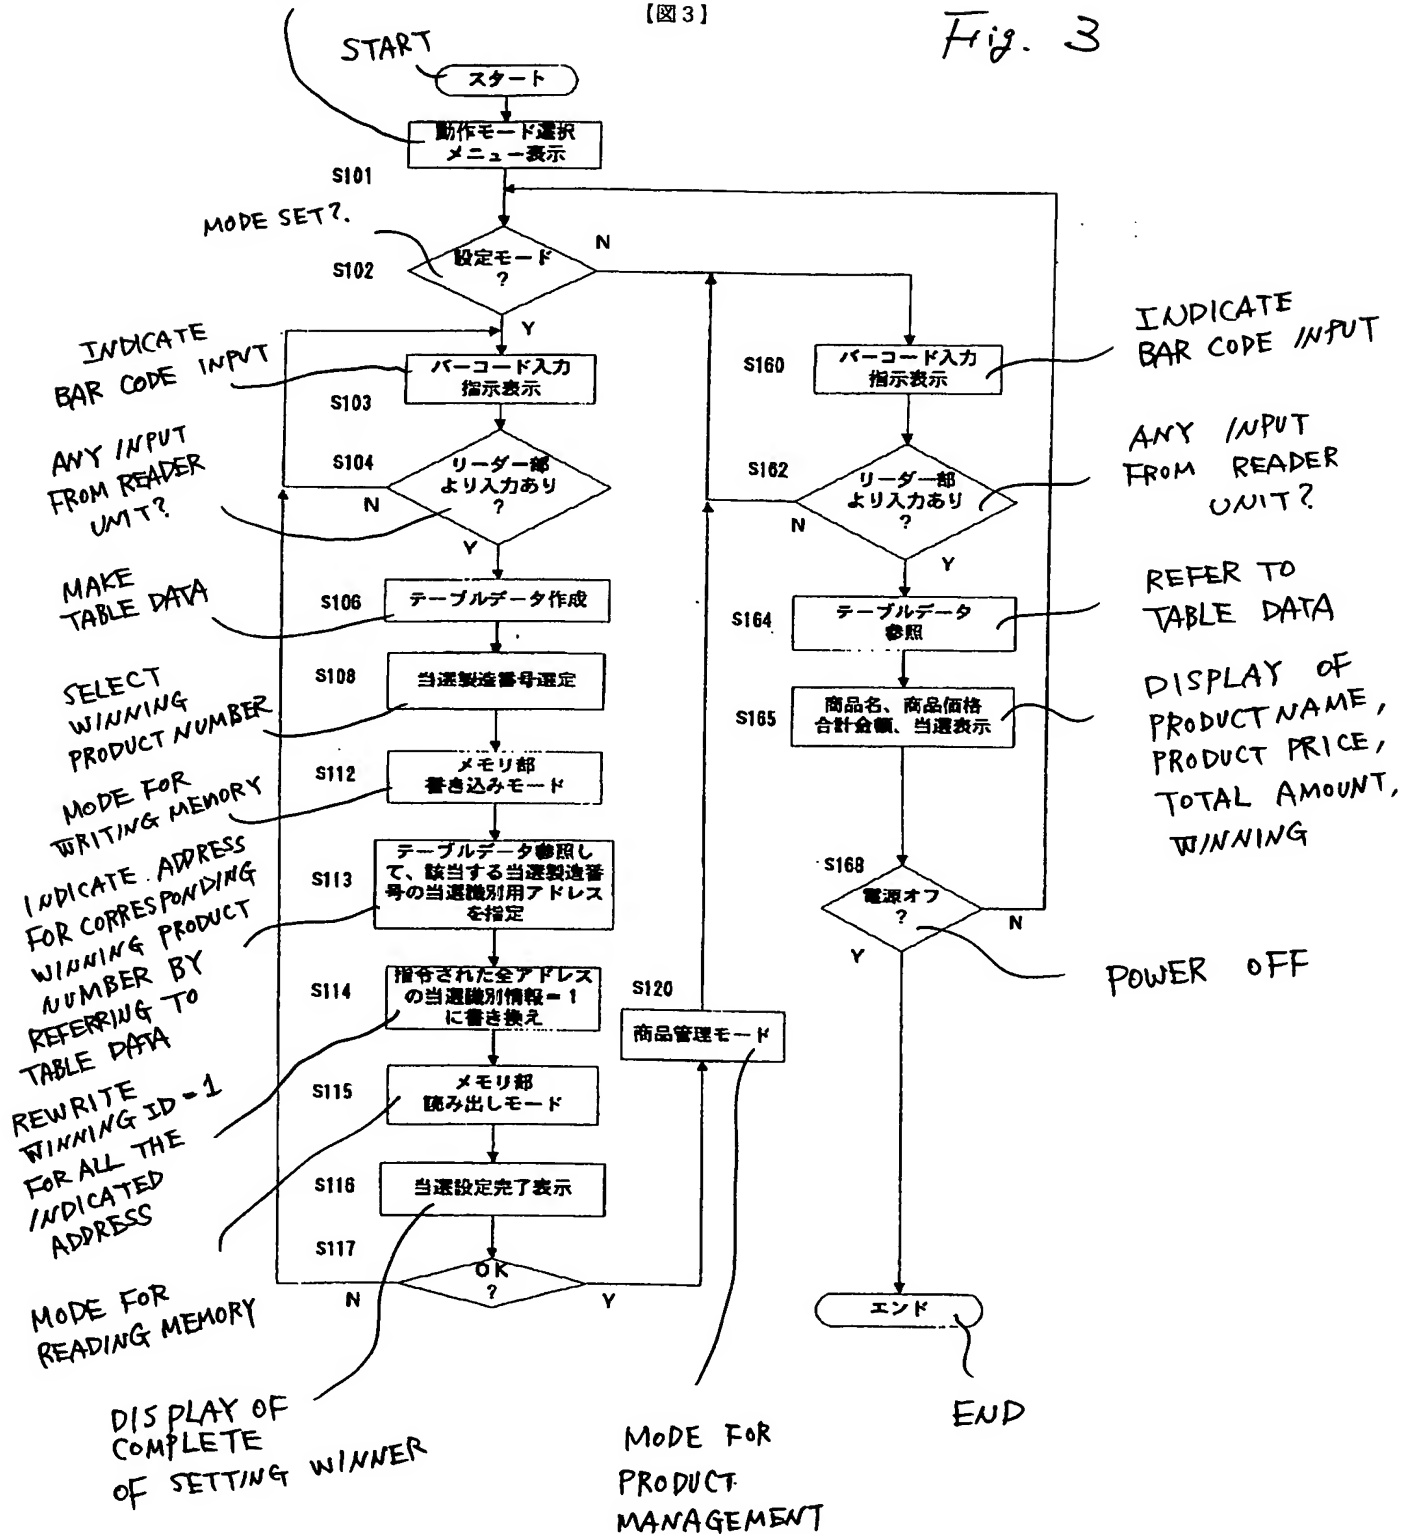 【図3】
Fig. 3
START
スタート
動作モード選択
メニュー表示
S101
MODE SET?.
S102
設定モード
?
N
Y
INDICATE
BAR CODE INPUT
バーコード入力
指示表示
S103
ANY INPUT
FROM READER
UNIT?
S104
リーダー部
より入力あり
?
N
Y
MAKE
TABLE DATA
S106
テーブルデータ作成
SELECT
WINNING
PRODUCT NUMBER
S108
当選製造番号選定
MODE FOR
WRITING MEMORY
S112
メモリ部
書き込みモード
INDICATE ADDRESS
FOR CORRESPONDING
WINNING PRODUCT
NUMBER BY
REFERRING TO
TABLE DATA
S113
テーブルデータ参照し
て、該当する当選製造番
号の当選識別用アドレス
を指定
REWRITE
WINNING ID=1
FOR ALL THE
INDICATED
ADDRESS
S114
指令された全アドレス
の当選識別情報=1
に書き換え
MODE FOR
READING MEMORY
S115
メモリ部
読み出しモード
S116
当選設定完了表示
DISPLAY OF
COMPLETE
OF SETTING WINNER
S117
OK
?
N
Y
S120
商品管理モード
MODE FOR
PRODUCT
MANAGEMENT
S160
バーコード入力
指示表示
INDICATE
BAR CODE INPUT
S162
リーダー部
より入力あり
?
N
Y
ANY INPUT
FROM READER
UNIT?
S164
テーブルデータ
参照
REFER TO
TABLE DATA
S165
商品名、商品価格
合計金額、当選表示
DISPLAY OF
PRODUCT NAME,
PRODUCT PRICE,
TOTAL AMOUNT,
WINNING
S168
電源オフ
?
N
Y
POWER OFF
エンド
END